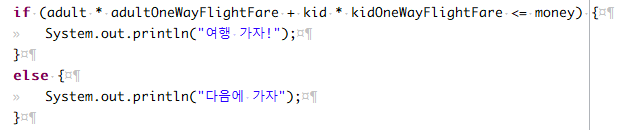 if (adult * adultOneWayFlightFare + kid * kidOneWayFlightFare <= money) {
    System.out.println("여행 가자!");
}
else {
    System.out.println("다음에 가자");
}